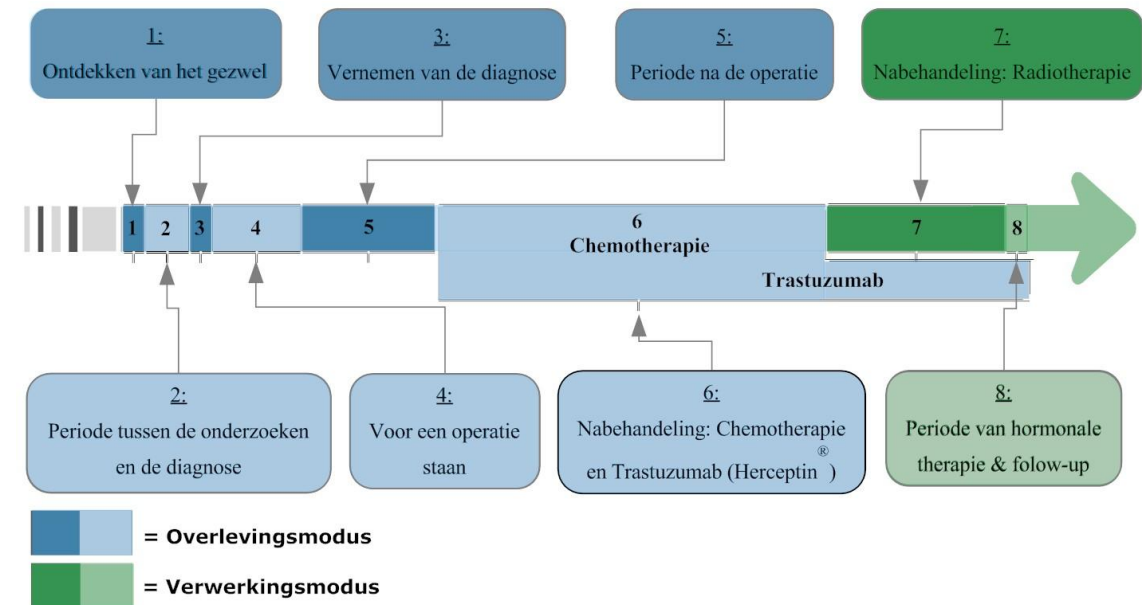 1:
Ontdekken van het gezwel
3:
Vernemen van de diagnose
5:
Periode na de operatie
7:
Nabehandeling: Radiotherapie
1
2
3
4
5
6
Chemotherapie
7
8
Trastuzumab
2:
Periode tussen de onderzoeken
en de diagnose
4:
Voor een operatie
staan
6:
Nabehandeling: Chemotherapie
en Trastuzumab (Herceptin®)
8:
Periode van hormonale
therapie & folow-up
= Overlevingsmodus
= Verwerkingsmodus